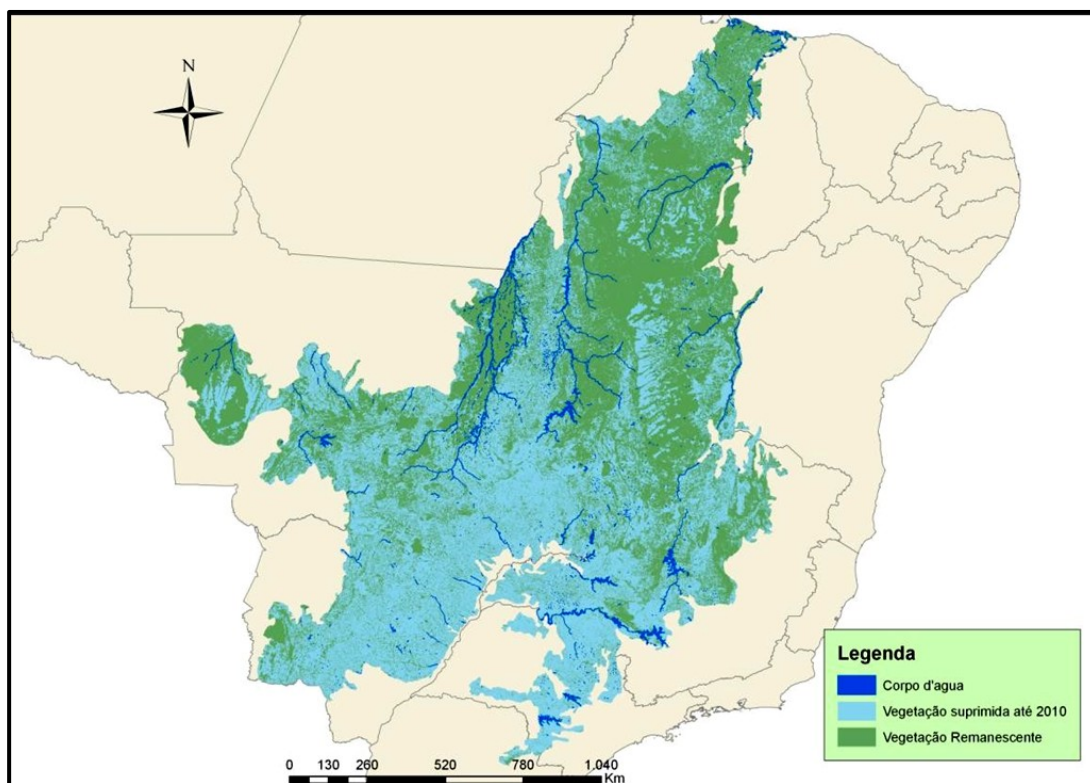 N
Legenda
Corpo d'agua
Vegetação suprimida até 2010
Vegetação Remanescente
0 130 260 520 780 1.040
Km